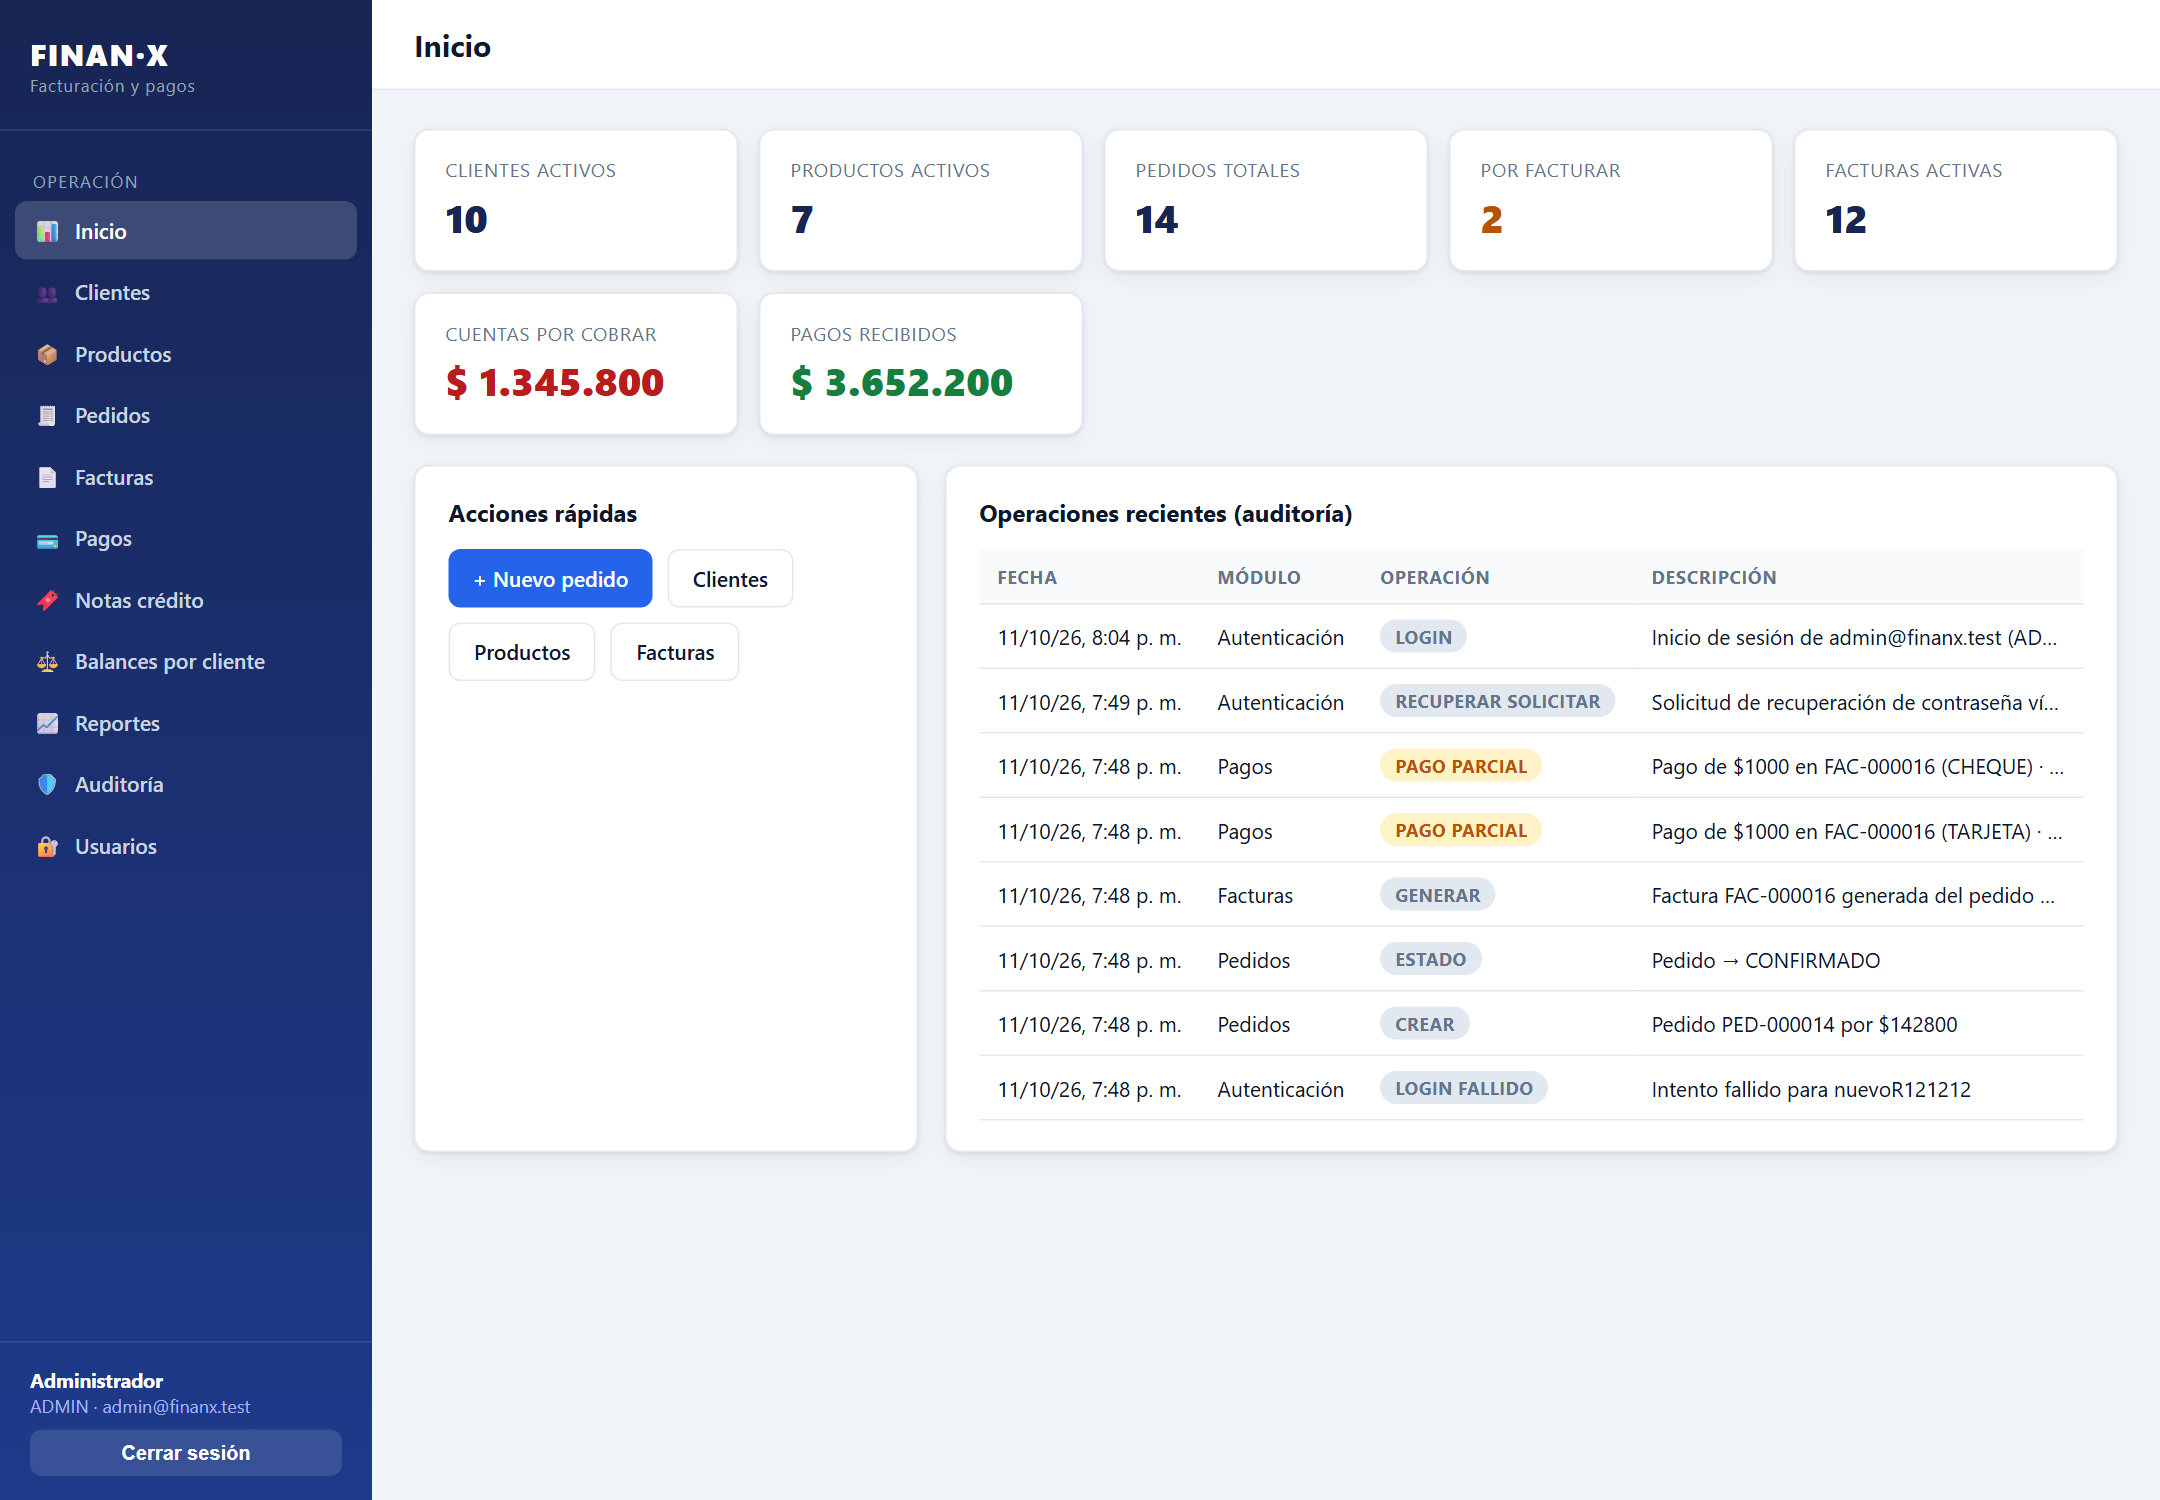 FINAN·X
Facturación y pagos
OPERACIÓN
Inicio
Clientes
Productos
Pedidos
Facturas
Pagos
Notas crédito
Balances por cliente
Reportes
Auditoría
Usuarios
Administrador
ADMIN · admin@finanx.test
Cerrar sesión
Inicio
CLIENTES ACTIVOS
10
PRODUCTOS ACTIVOS
7
PEDIDOS TOTALES
14
POR FACTURAR
2
FACTURAS ACTIVAS
12
CUENTAS POR COBRAR
$ 1.345.800
PAGOS RECIBIDOS
$ 3.652.200
Acciones rápidas
+ Nuevo pedido
Clientes
Productos
Facturas
Operaciones recientes (auditoría)
FECHA MÓDULO OPERACIÓN DESCRIPCIÓN
11/10/26, 8:04 p. m. Autenticación LOGIN Inicio de sesión de admin@finanx.test (AD...
11/10/26, 7:49 p. m. Autenticación RECUPERAR SOLICITAR Solicitud de recuperación de contraseña ví...
11/10/26, 7:48 p. m. Pagos PAGO PARCIAL Pago de $1000 en FAC-000016 (CHEQUE) · ...
11/10/26, 7:48 p. m. Pagos PAGO PARCIAL Pago de $1000 en FAC-000016 (TARJETA) · ...
11/10/26, 7:48 p. m. Facturas GENERAR Factura FAC-000016 generada del pedido ...
11/10/26, 7:48 p. m. Pedidos ESTADO Pedido → CONFIRMADO
11/10/26, 7:48 p. m. Pedidos CREAR Pedido PED-000014 por $142800
11/10/26, 7:48 p. m. Autenticación LOGIN FALLIDO Intento fallido para nuevoR121212